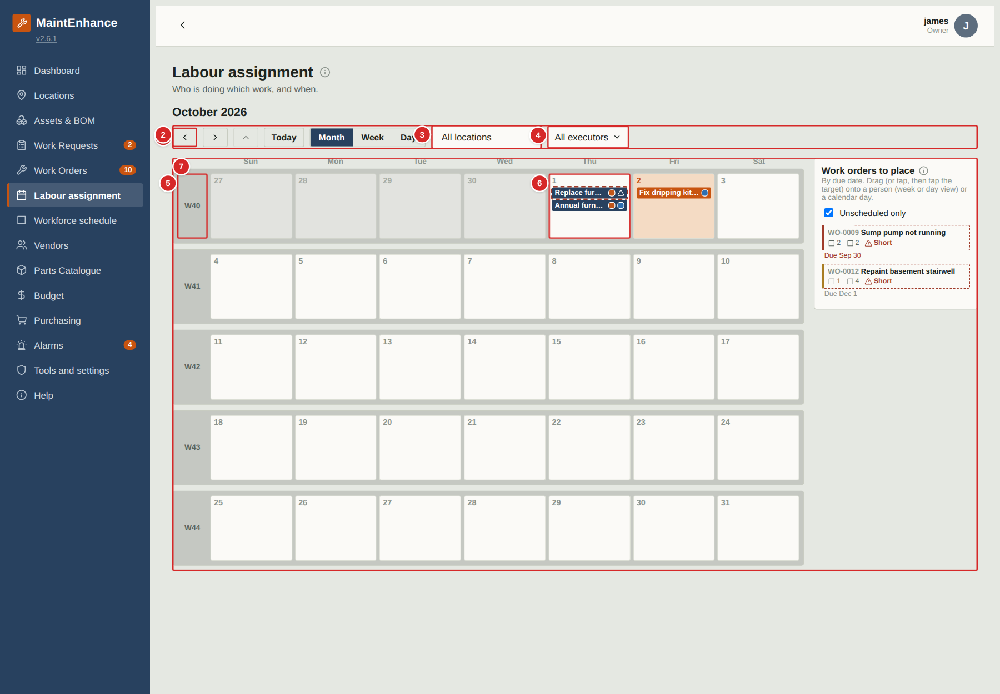 MaintEnhance
v2.6.1
Dashboard
Locations
Assets & BOM
Work Requests 2
Work Orders 10
Labour assignment
Workforce schedule
Vendors
Parts Catalogue
Budget
Purchasing
Alarms 4
Tools and settings
Help
james
Owner
J
Labour assignment
Who is doing which work, and when.
October 2026
2
Today Month Week Day
3
All locations
4
All executors
7
Sun Mon Tue Wed Thu Fri Sat
5
W40
27 28 29 30
6
1
Replace fur…
Annual furn…
2
Fix dripping kit…
3
W41
4 5 6 7 8 9 10
W42
11 12 13 14 15 16 17
W43
18 19 20 21 22 23 24
W44
25 26 27 28 29 30 31
Work orders to place
By due date. Drag (or tap, then tap the
target) onto a person (week or day view) or
a calendar day.
Unscheduled only
WO-0009 Sump pump not running
2 2 Short
Due Sep 30
WO-0012 Repaint basement stairwell
1 4 Short
Due Dec 1